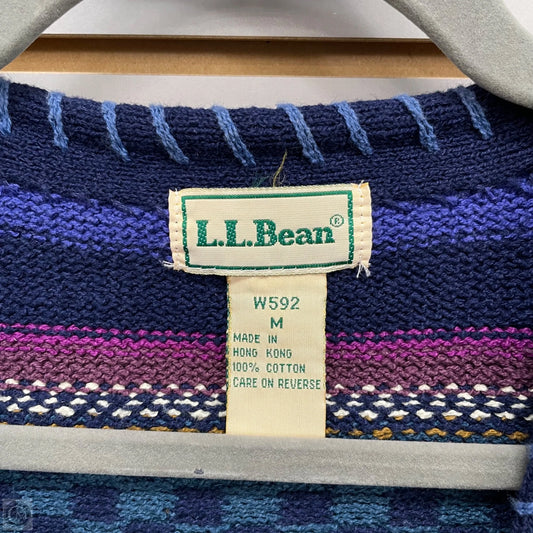 L.L.Bean®
W592
M
MADE IN
HONG KONG
100% COTTON
CARE ON REVERSE